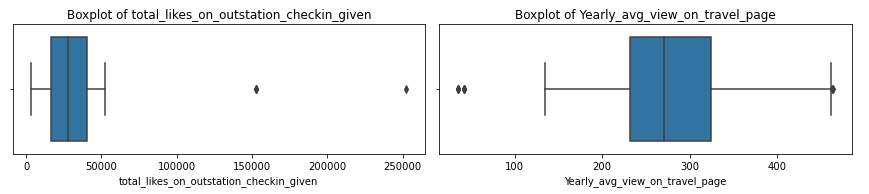 Boxplot of total_likes_on_outstation_checkin_given
0 50000 100000 150000 200000 250000
total_likes_on_outstation_checkin_given
Boxplot of Yearly_avg_view_on_travel_page
100 200 300 400
Yearly_avg_view_on_travel_page